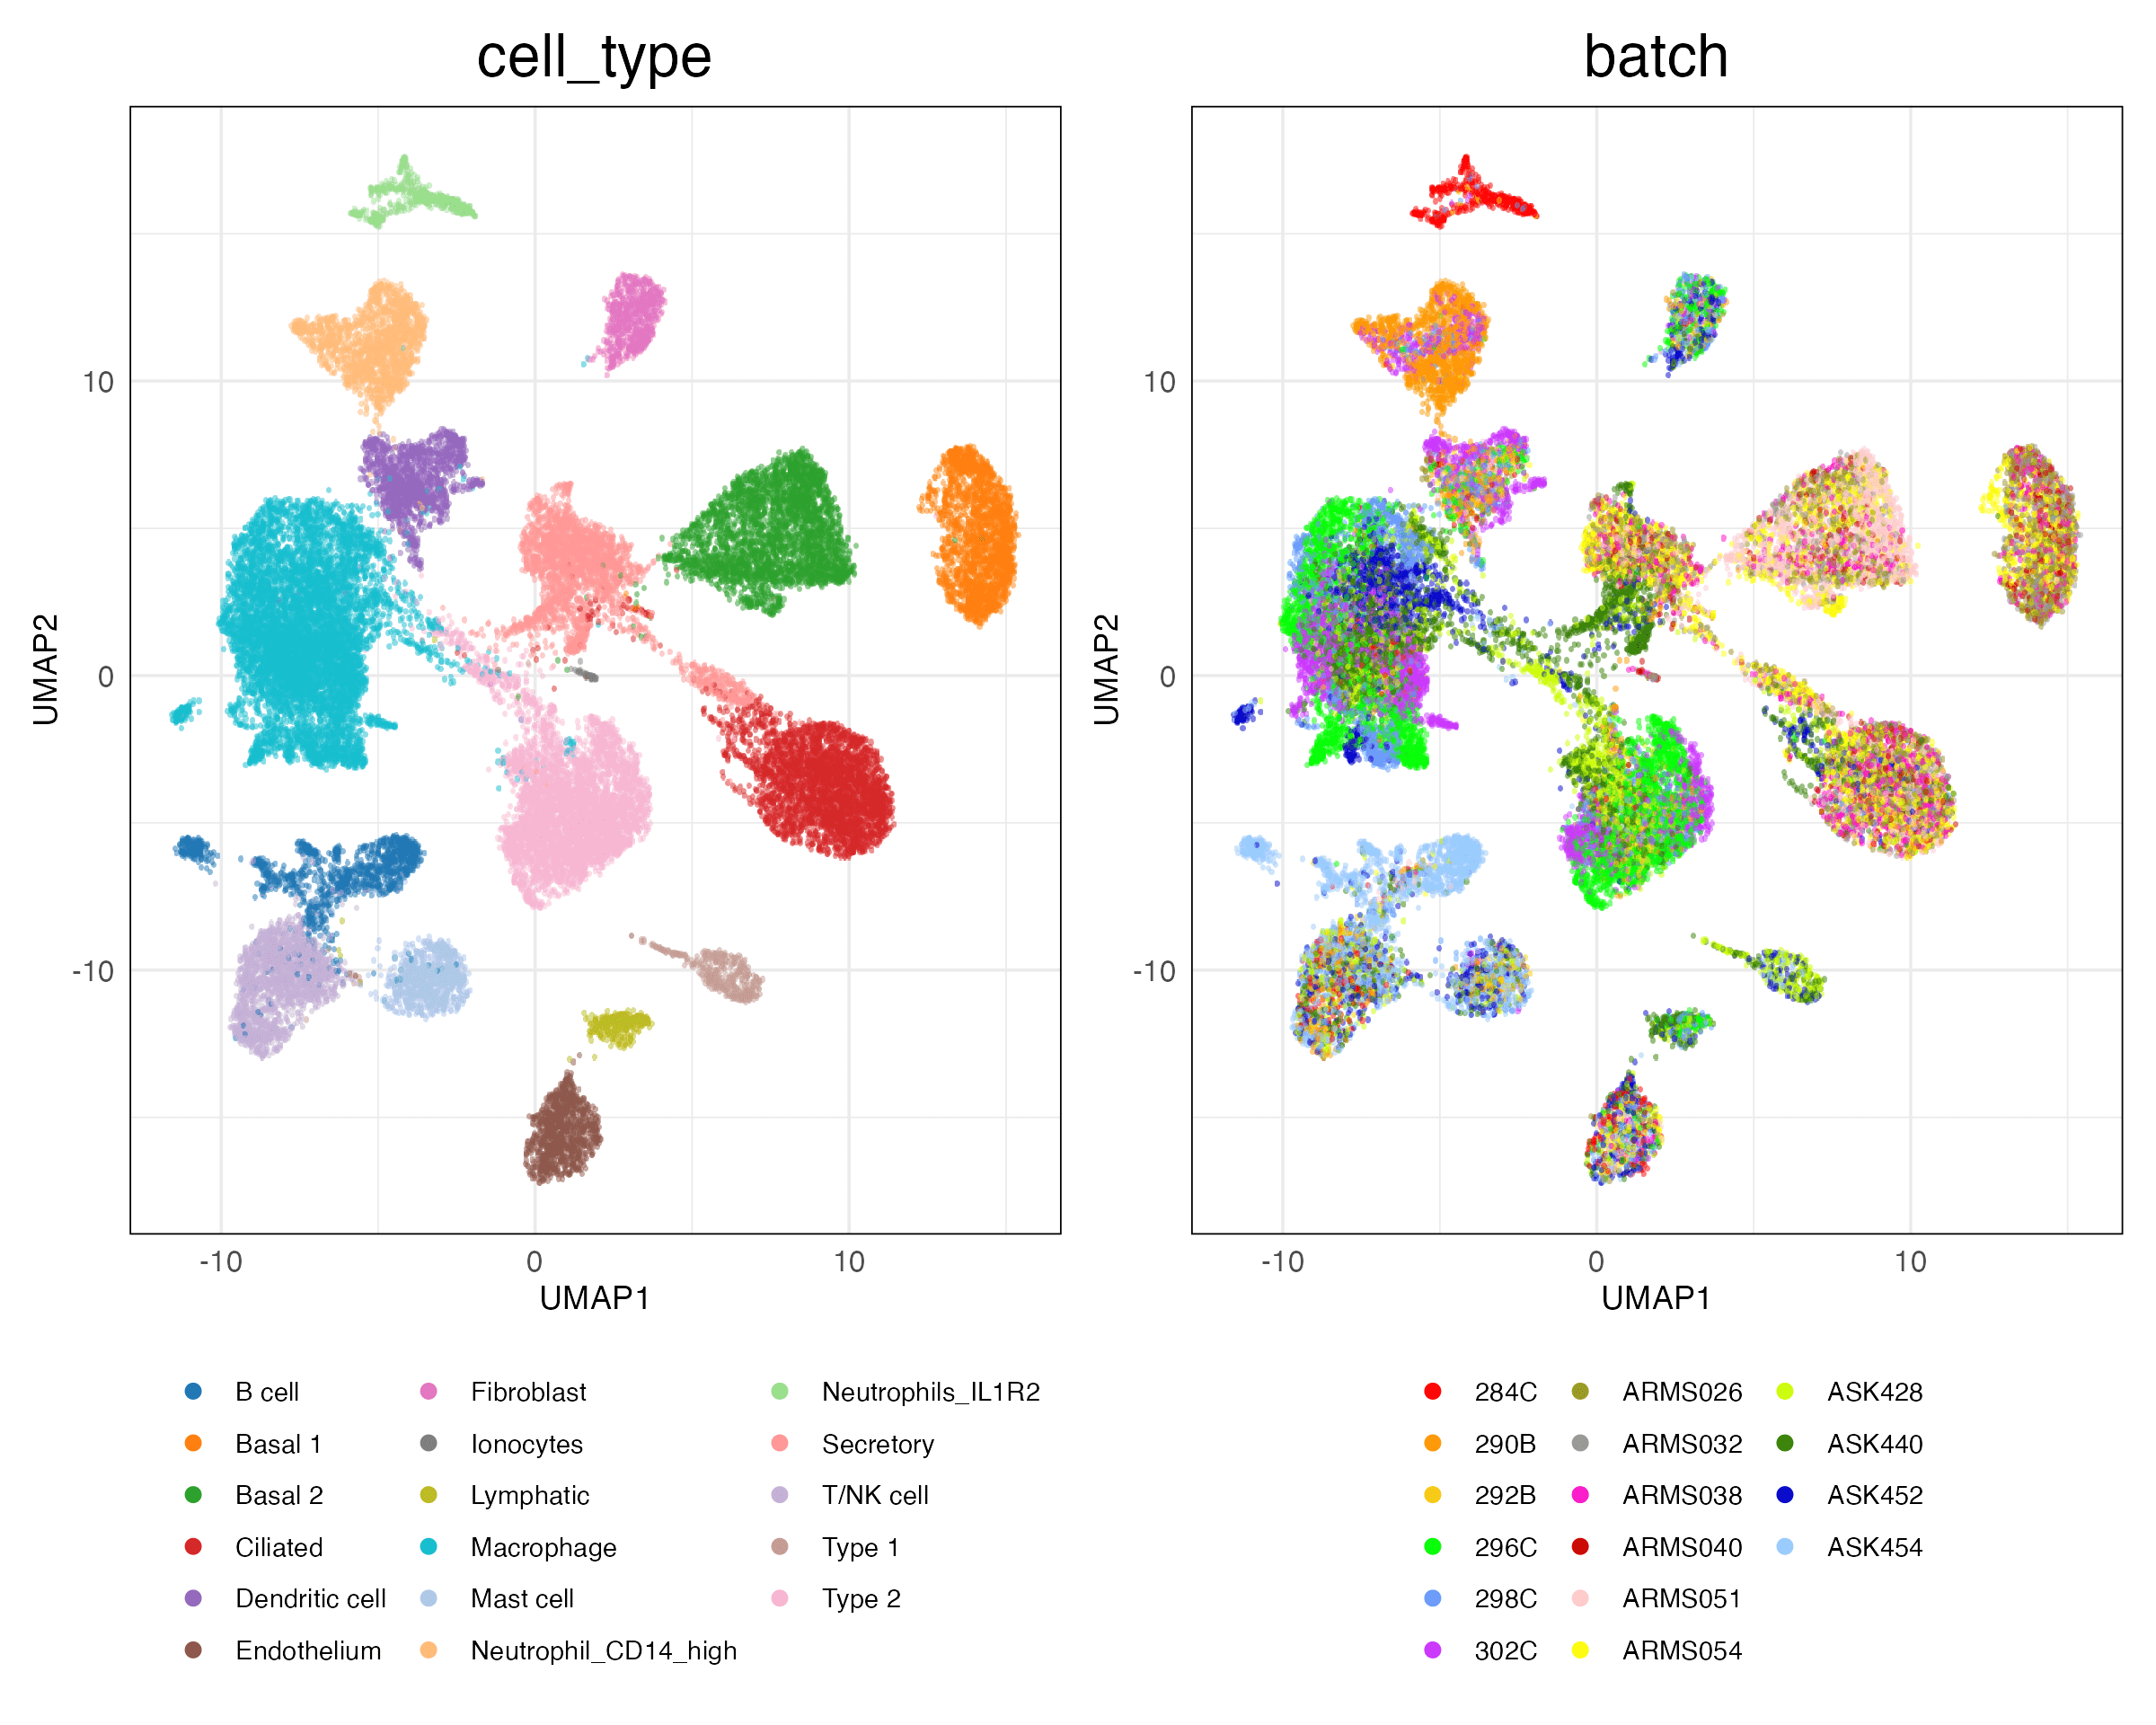 cell_type
batch
10
0
-10
UMAP2
-10
0
10
UMAP1
10
0
-10
UMAP2
-10
0
10
UMAP1
B cell
Basal 1
Basal 2
Ciliated
Dendritic cell
Endothelium
Fibroblast
Ionocytes
Lymphatic
Macrophage
Mast cell
Neutrophil_CD14_high
Neutrophils_IL1R2
Secretory
T/NK cell
Type 1
Type 2
284C
290B
292B
296C
298C
302C
ARMS026
ARMS032
ARMS038
ARMS040
ARMS051
ARMS054
ASK428
ASK440
ASK452
ASK454